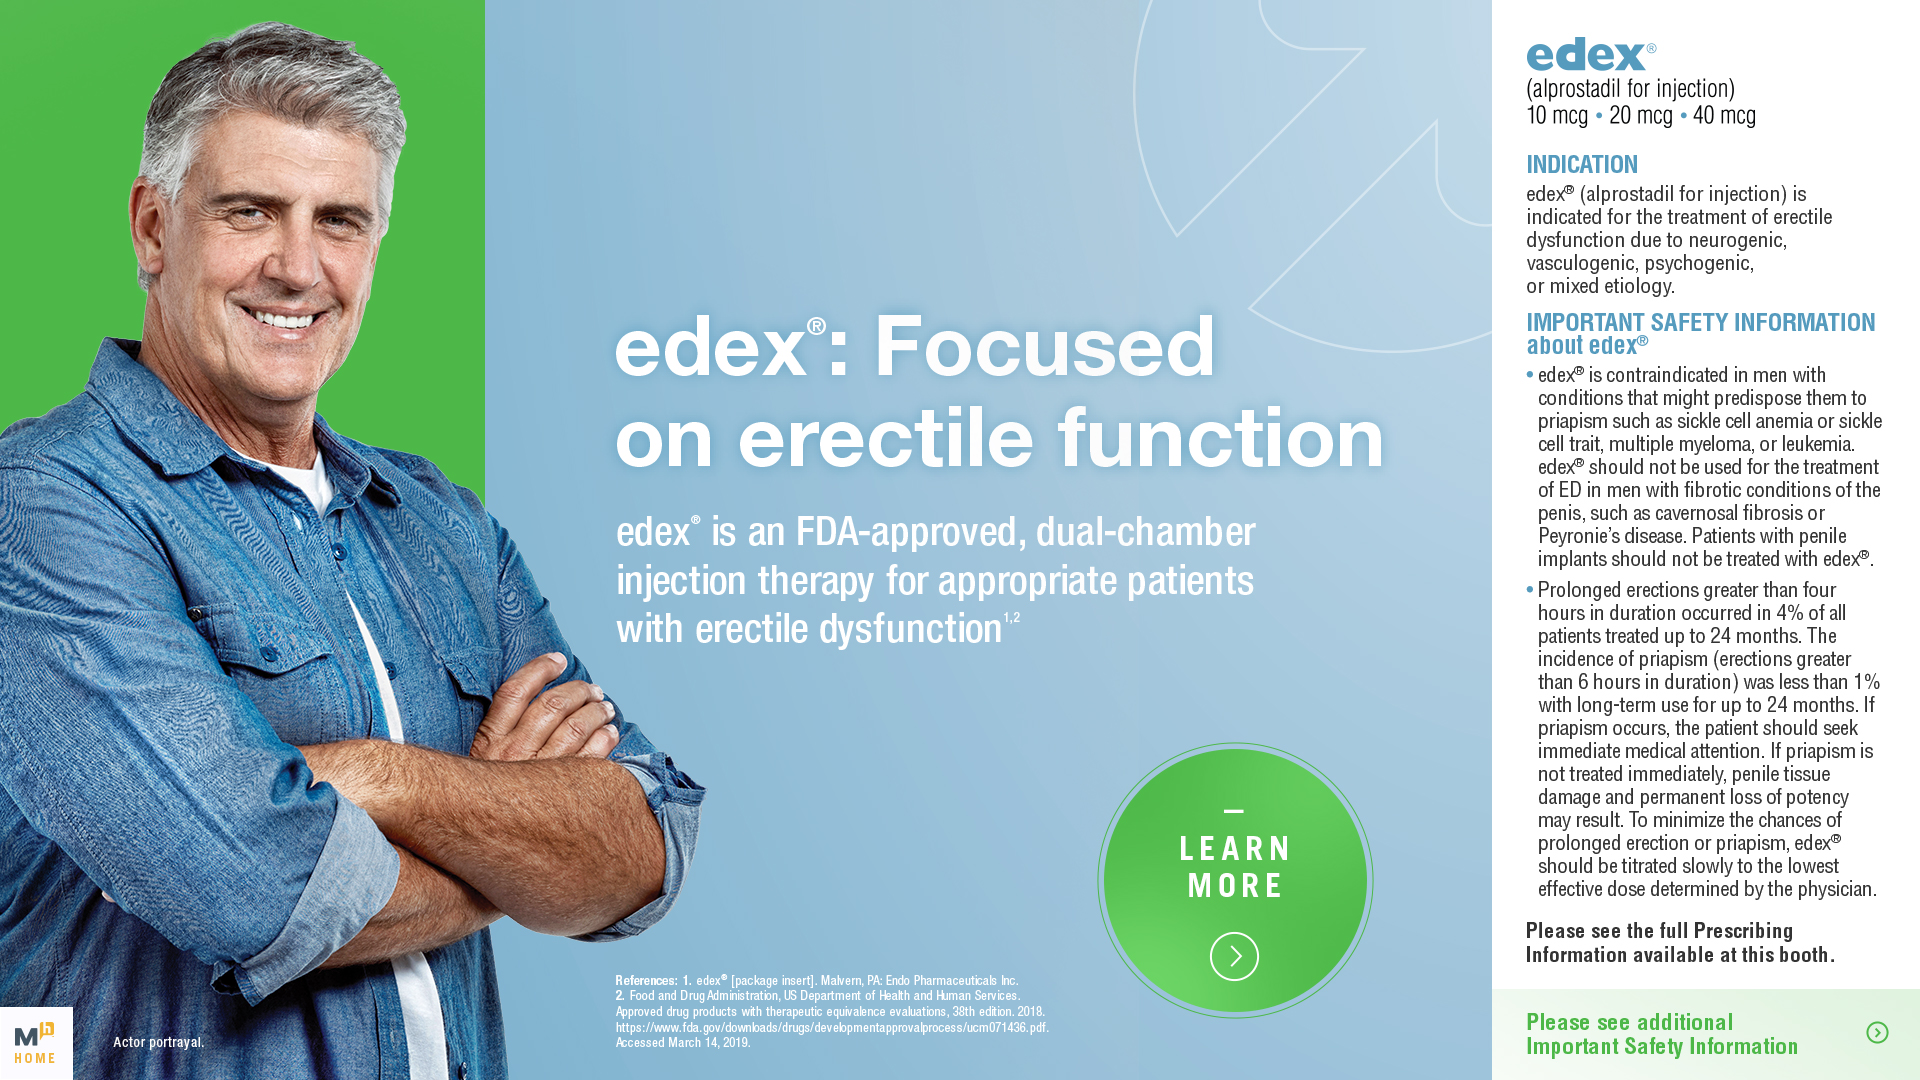 edex®: Focused
on erectile function
edex® is an FDA-approved, dual-chamber
injection therapy for appropriate patients
with erectile dysfunction1,2
LEARN
MORE
References: 1. edex® [package insert]. Malvern, PA: Endo Pharmaceuticals Inc.
2. Food and Drug Administration, US Department of Health and Human Services.
Approved drug products with therapeutic equivalence evaluations, 38th edition. 2018.
https://www.fda.gov/downloads/drugs/developmentapprovalprocess/ucm071436.pdf.
Accessed March 14, 2019.
Mh
HOME
Actor portrayal.
edex®
(alprostadil for injection)
10 mcg • 20 mcg • 40 mcg
INDICATION
edex® (alprostadil for injection) is
indicated for the treatment of erectile
dysfunction due to neurogenic,
vasculogenic, psychogenic,
or mixed etiology.
IMPORTANT SAFETY INFORMATION
about edex®
• edex® is contraindicated in men with
conditions that might predispose them to
priapism such as sickle cell anemia or sickle
cell trait, multiple myeloma, or leukemia.
edex® should not be used for the treatment
of ED in men with fibrotic conditions of the
penis, such as cavernosal fibrosis or
Peyronie's disease. Patients with penile
implants should not be treated with edex®.
• Prolonged erections greater than four
hours in duration occurred in 4% of all
patients treated up to 24 months. The
incidence of priapism (erections greater
than 6 hours in duration) was less than 1%
with long-term use for up to 24 months. If
priapism occurs, the patient should seek
immediate medical attention. If priapism is
not treated immediately, penile tissue
damage and permanent loss of potency
may result. To minimize the chances of
prolonged erection or priapism, edex®
should be titrated slowly to the lowest
effective dose determined by the physician.
Please see the full Prescribing
Information available at this booth.
Please see additional
Important Safety Information